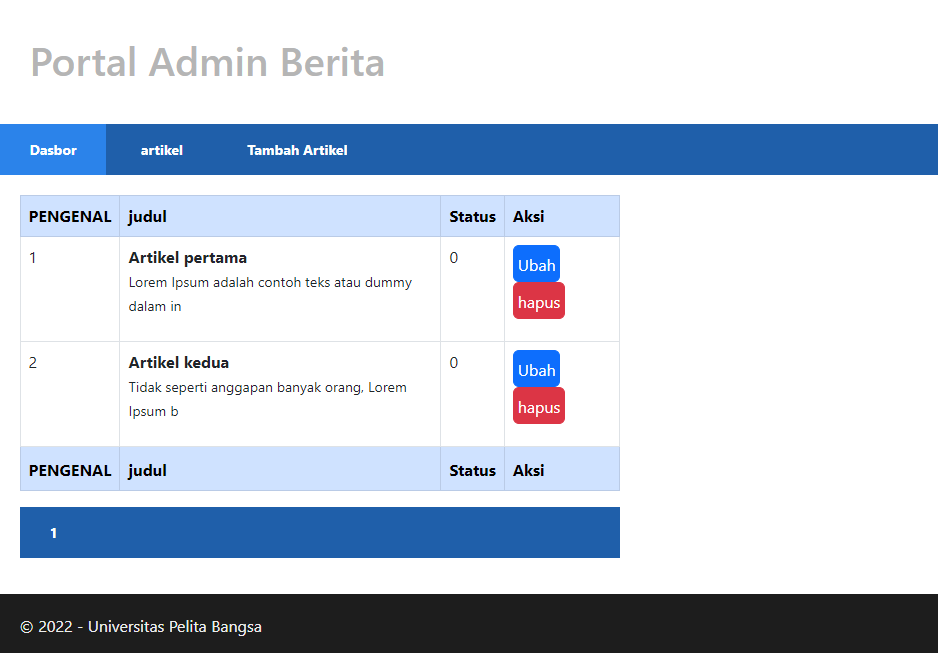 Portal Admin Berita
Dasbor artikel Tambah Artikel
PENGENAL judul Status Aksi
1 Artikel pertama 0 Ubah
Lorem Ipsum adalah contoh teks atau dummy
dalam in hapus
2 Artikel kedua 0 Ubah
Tidak seperti anggapan banyak orang, Lorem
Ipsum b hapus
PENGENAL judul Status Aksi
1
© 2022 - Universitas Pelita Bangsa